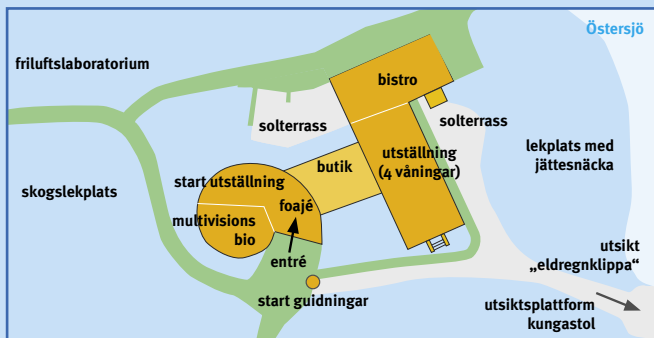 Östersjö
friluftslaboratorium
bistro
solterrass
solterrass
lekplats med
jättesnäcka
utställning
(4 våningar)
butik
start utställning
skogslekplats
foajé
multivisions
bio
entré
utsikt
„eldregnklippa“
start guidningar
utsiktsplattform
kungastol